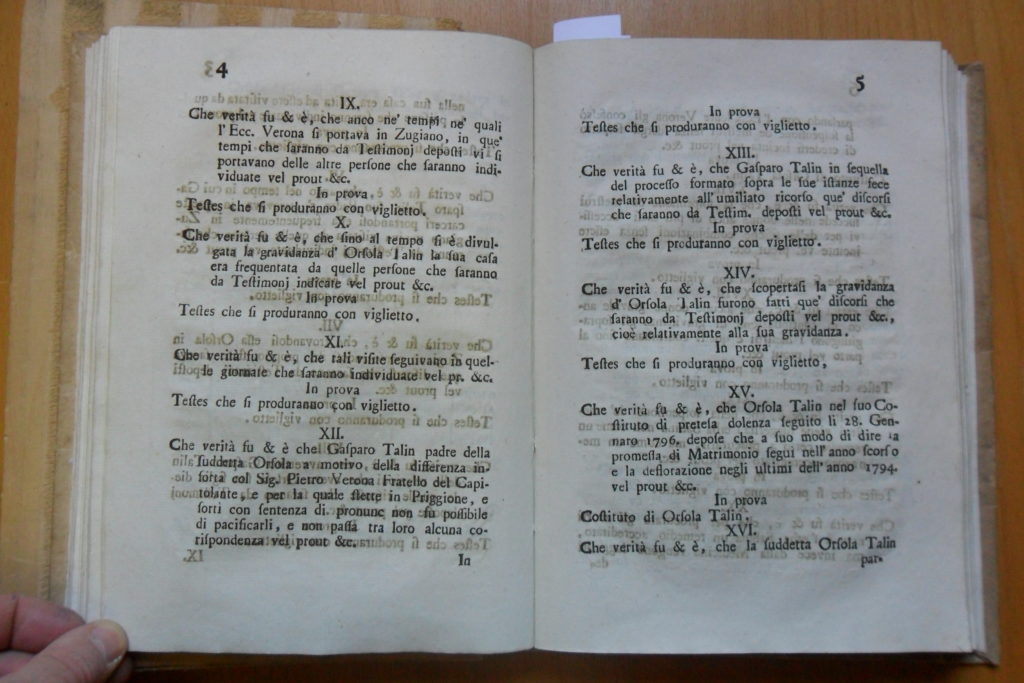 4
IX.
Che verità fu & è, che anco ne' tempi ne' quali
l'Ecc. Verona si portava in Zugiano, in que'
tempi che saranno da Testimonj deposti vi si
portavano delle altre persone che saranno indi-
viduate vel prout &c.
In prova
Testes che si produranno con viglietto.
X.
Che verità fu & è, che sino al tempo si è divul-
gata la gravidanza d' Orsola Talin la sua casa
era frequentata da quelle persone che saranno
da Testimonj indicate vel prout &c.
In prova
Testes che si produranno con viglietto.
XI.
Che verità fu & è, che tali visite seguivano in quel-
le giornate che saranno individuate vel pr. &c.
In prova
Testes che si produranno con viglietto.
XII.
Che verità fu & è che Gasparo Talin padre della
suddetta Orsola a motivo della differenza in-
sorta col Sig. Pietro Verona Fratello del Capi-
tolante, e per la quale stette in Priggione, e
sortì con sentenza di pronunc non fu possibile
di pacificarli, e non passa tra loro alcuna co-
rispondenza vel prout &c.
In
5
In prova
Testes che si produranno con viglietto.
XIII.
Che verità fu & è, che Gasparo Talin in sequella
del processo formato sopra le sue istanze fece
relativamente all' umiliato ricorso que' discorsi
che saranno da Testim. deposti vel prout &c.
In prova
Testes che si produranno con viglietto.
XIV.
Che verità fu & è, che scopertasi la gravidanza
d' Orsola Talin furono fatti que' discorsi che
saranno da Testimonj deposti vel prout &c.,
cioè relativamente alla sua gravidanza.
In prova
Testes che si produranno con viglietto,
XV.
Che verità fu & è, che Orsola Talin nel suo Co-
stituto di pretesa dolenza seguito li 28. Gen-
naro 1796. depose che a suo modo di dire la
promessa di Matrimonio seguì nell'anno scorso
e la deflorazione negli ultimi dell'anno 1794.
vel prout &c.
In prova
Costituto di Orsola Talin.
XVI.
Che verità fu & è, che la suddetta Orsola Talin
par-